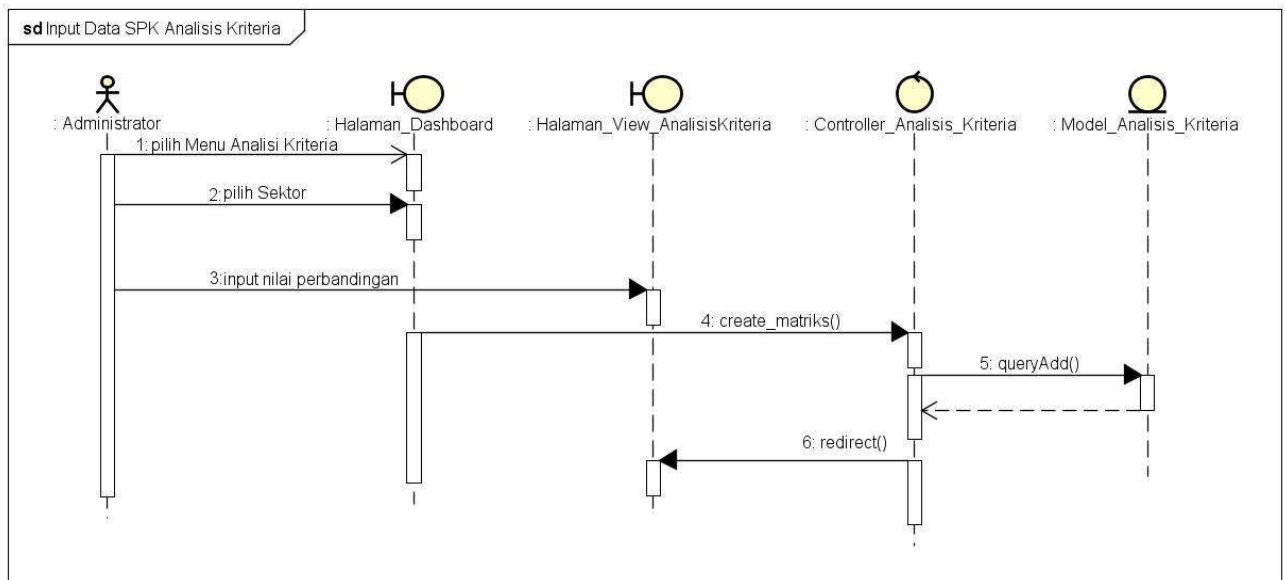 sd Input Data SPK Analisis Kriteria
: Administrator
: Halaman_Dashboard
: Halaman_View_AnalisisKriteria
: Controller_Analisis_Kriteria
: Model_Analisis_Kriteria
1: pilih Menu Analisi Kriteria
2: pilih Sektor
3: input nilai perbandingan
4: create_matriks()
5: queryAdd()
6: redirect()